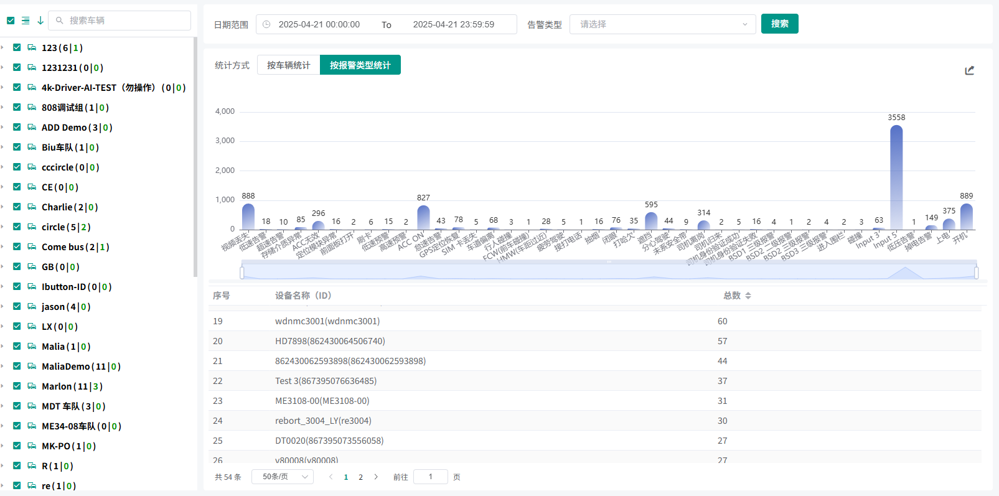 搜索车辆
123 ( 6 | 1 )
1231231 ( 0 | 0 )
4k-Driver-AI-TEST（勿操作） ( 0 | 0 )
808调试组 ( 1 | 0 )
ADD Demo ( 3 | 0 )
Biu车队 ( 1 | 0 )
cccircle ( 0 | 0 )
CE ( 0 | 0 )
Charlie ( 2 | 0 )
circle ( 5 | 2 )
Come bus ( 2 | 1 )
GB ( 0 | 0 )
Ibutton-ID ( 0 | 0 )
jason ( 4 | 0 )
LX ( 0 | 0 )
Malia ( 1 | 0 )
MaliaDemo ( 11 | 0 )
Marlon ( 11 | 3 )
MDT 车队 ( 3 | 0 )
ME34-08车队 ( 0 | 0 )
MK-PO ( 1 | 0 )
R ( 1 | 0 )
re ( 1 | 0 )
日期范围 2025-04-21 00:00:00 To 2025-04-21 23:59:59 告警类型 请选择 搜索
统计方式 按车辆统计 按报警类型统计
4,000
3,000
2,000
1,000
0
888 18 10 85 296 16 2 6 15 2 827 43 78 5 68 3 1 28 5 1 16 76 35 595 44 9 314 2 5 16 4 1 2 4 2 3 63 3558 1 149 375 889
视频丢失
低速告警
超速告警
存储介质异常
ACC无效
定位模块异常
前面板打开
刷卡
低速预警
高速预警
ACC ON
怠速告警
GPS定位恢复
SIM 卡丢失
车道偏离
行人碰撞
FCW(前车碰撞)
HMW(车距过近)
疲劳驾驶
接打电话
抽烟
闭眼
打哈欠
遮挡
分心驾驶
未系安全带
司机离岗
司机归来
司机身份验证成功
司机身份验证失败
BSD1 三级报警
BSD2 二级报警
BSD2 三级报警
BSD3 三级报警
进入围栏
碰撞
Input 3
Input 5
低压告警
掉电告警
上电
开机
序号 设备名称（ID） 总数
19 wdnmc3001(wdnmc3001) 60
20 HD7898(862430064506740) 57
21 862430062593898(862430062593898) 44
22 Test 3(867395076636485) 37
23 ME3108-00(ME3108-00) 31
24 rebort_3004_LY(re3004) 30
25 DT0020(867395073556058) 27
26 v80008(v80008) 27
共 54 条 50条/页 1 2 前往 1 页